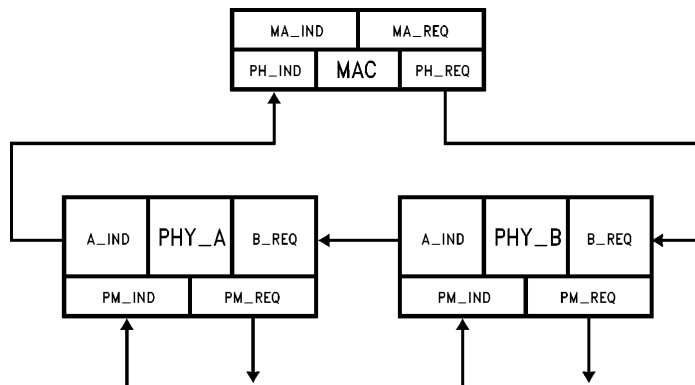 MA_IND MA_REQ
PH_IND MAC PH_REQ
A_IND PHY_A B_REQ A_IND PHY_B B_REQ
PM_IND PM_REQ PM_IND PM_REQ